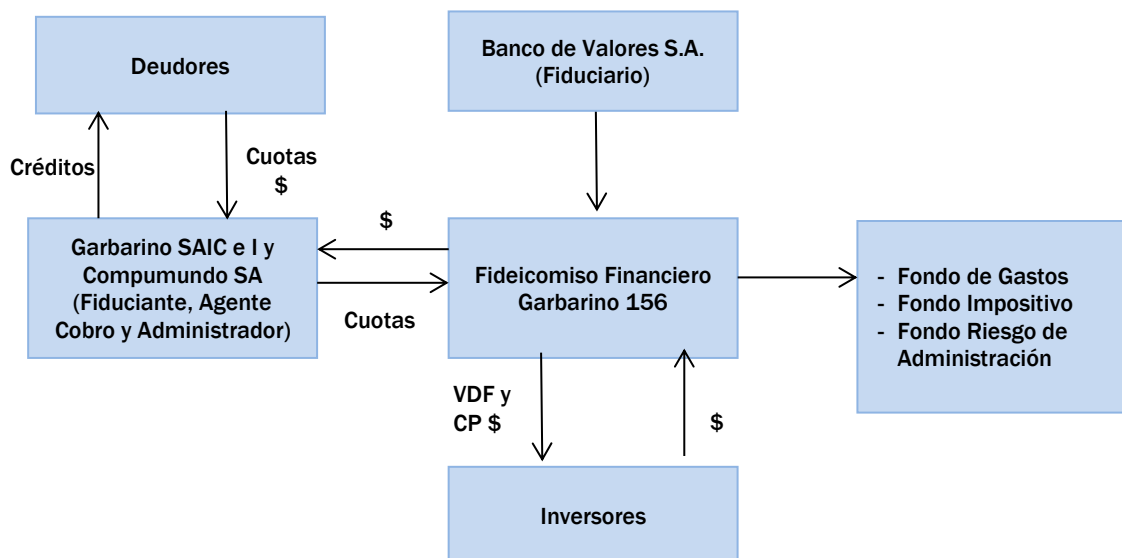 Deudores
Banco de Valores S.A.
(Fiduciario)
Créditos
Cuotas
$
$
Garbarino SAIC e I y
Compumundo SA
(Fiduciante, Agente
Cobro y Administrador)
Cuotas
Fideicomiso Financiero
Garbarino 156
- Fondo de Gastos
- Fondo Impositivo
- Fondo Riesgo de
Administración
VDF y
CP $
$
Inversores